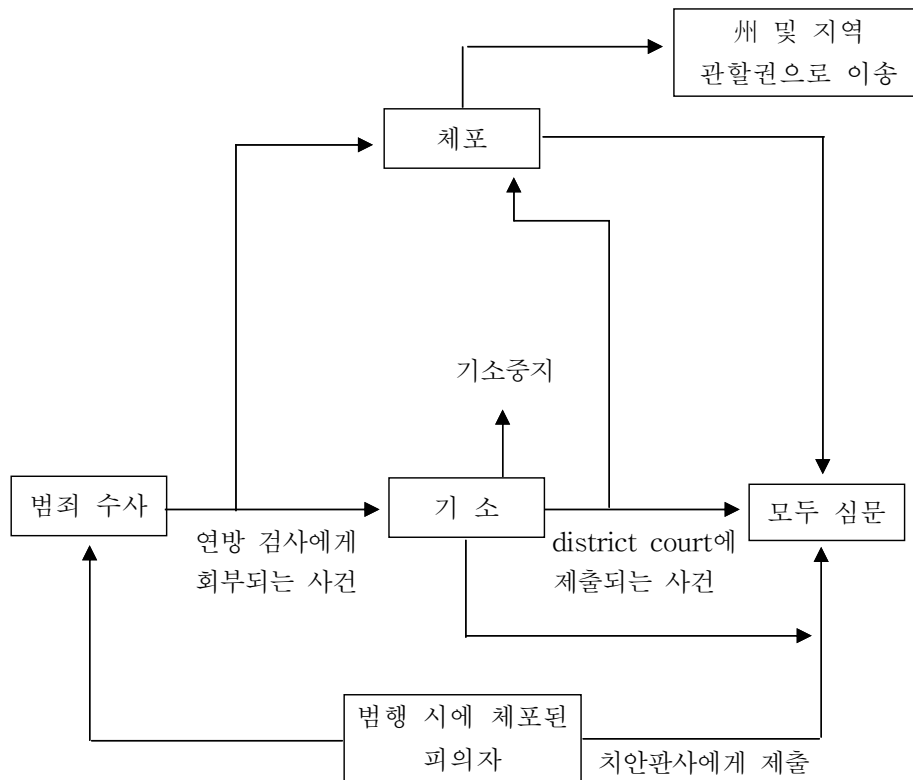 州 및 지역
관할권으로 이송
체포
기소중지
범죄 수사
기 소
모두 심문
연방 검사에게
회부되는 사건
district court에
제출되는 사건
범행 시에 체포된
피의자
치안판사에게 제출